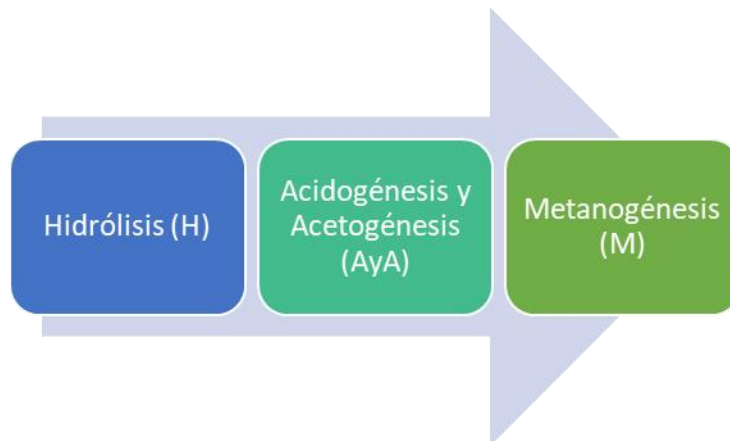 Hidrólisis (H)
Acidogénesis y
Acetogénesis
(AyA)
Metanogénesis
(M)